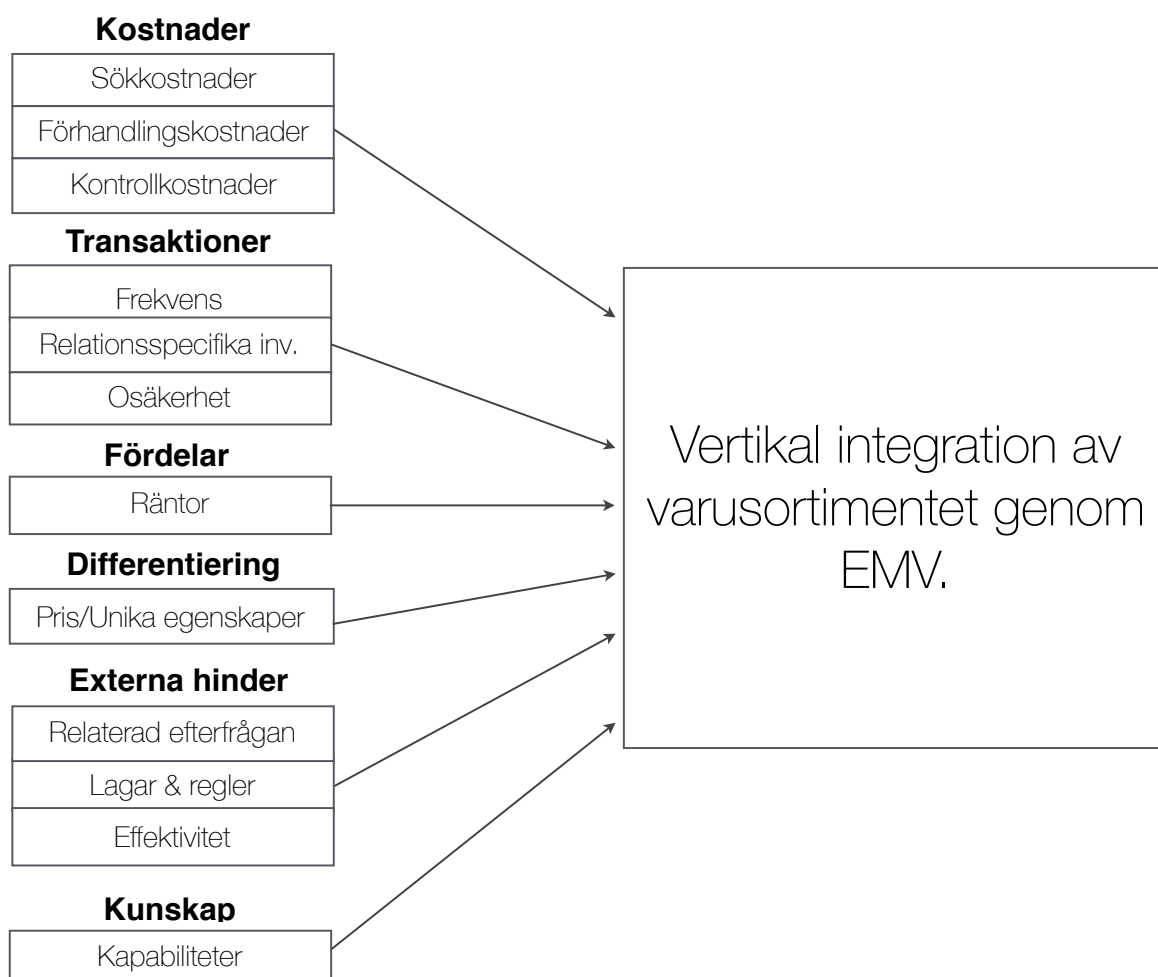 Kostnader
Sökkostnader
Förhandlingskostnader
Kontrollkostnader
Transaktioner
Frekvens
Relationsspecifika inv.
Osäkerhet
Fördelar
Räntor
Differentiering
Pris/Unika egenskaper
Externa hinder
Relaterad efterfrågan
Lagar & regler
Effektivitet
Kunskap
Kapabiliteter
Vertikal integration av
varusortimentet genom
EMV.